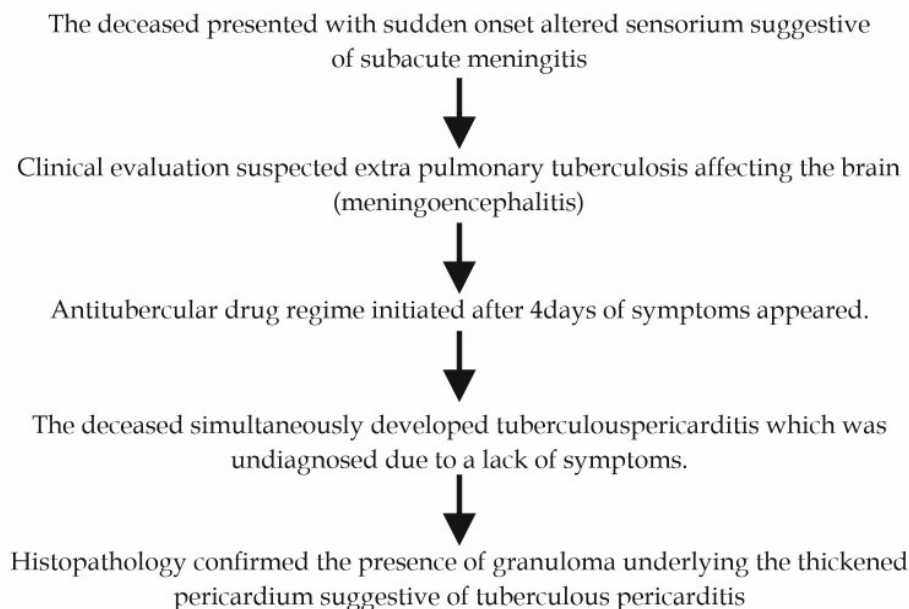 The deceased presented with sudden onset altered sensorium suggestive
of subacute meningitis
Clinical evaluation suspected extra pulmonary tuberculosis affecting the brain
(meningoencephalitis)
Antitubercular drug regime initiated after 4days of symptoms appeared.
The deceased simultaneously developed tuberculouspericarditis which was
undiagnosed due to a lack of symptoms.
Histopathology confirmed the presence of granuloma underlying the thickened
pericardium suggestive of tuberculous pericarditis